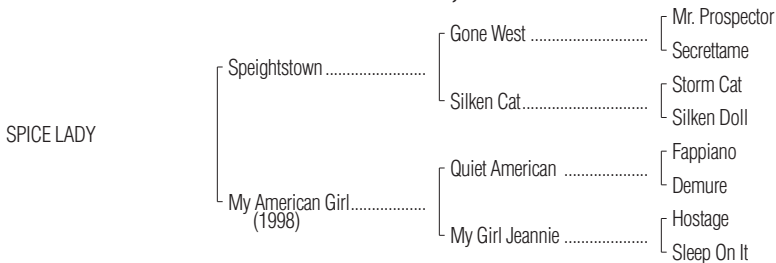 Mr. Prospector
Gone West ..............................
Secrettame
Speightstown .........................
Storm Cat
Silken Cat................................
Silken Doll
SPICE LADY
Fappiano
Quiet American .....................
Demure
My American Girl..................
(1998)
Hostage
My Girl Jeannie .....................
Sleep On It